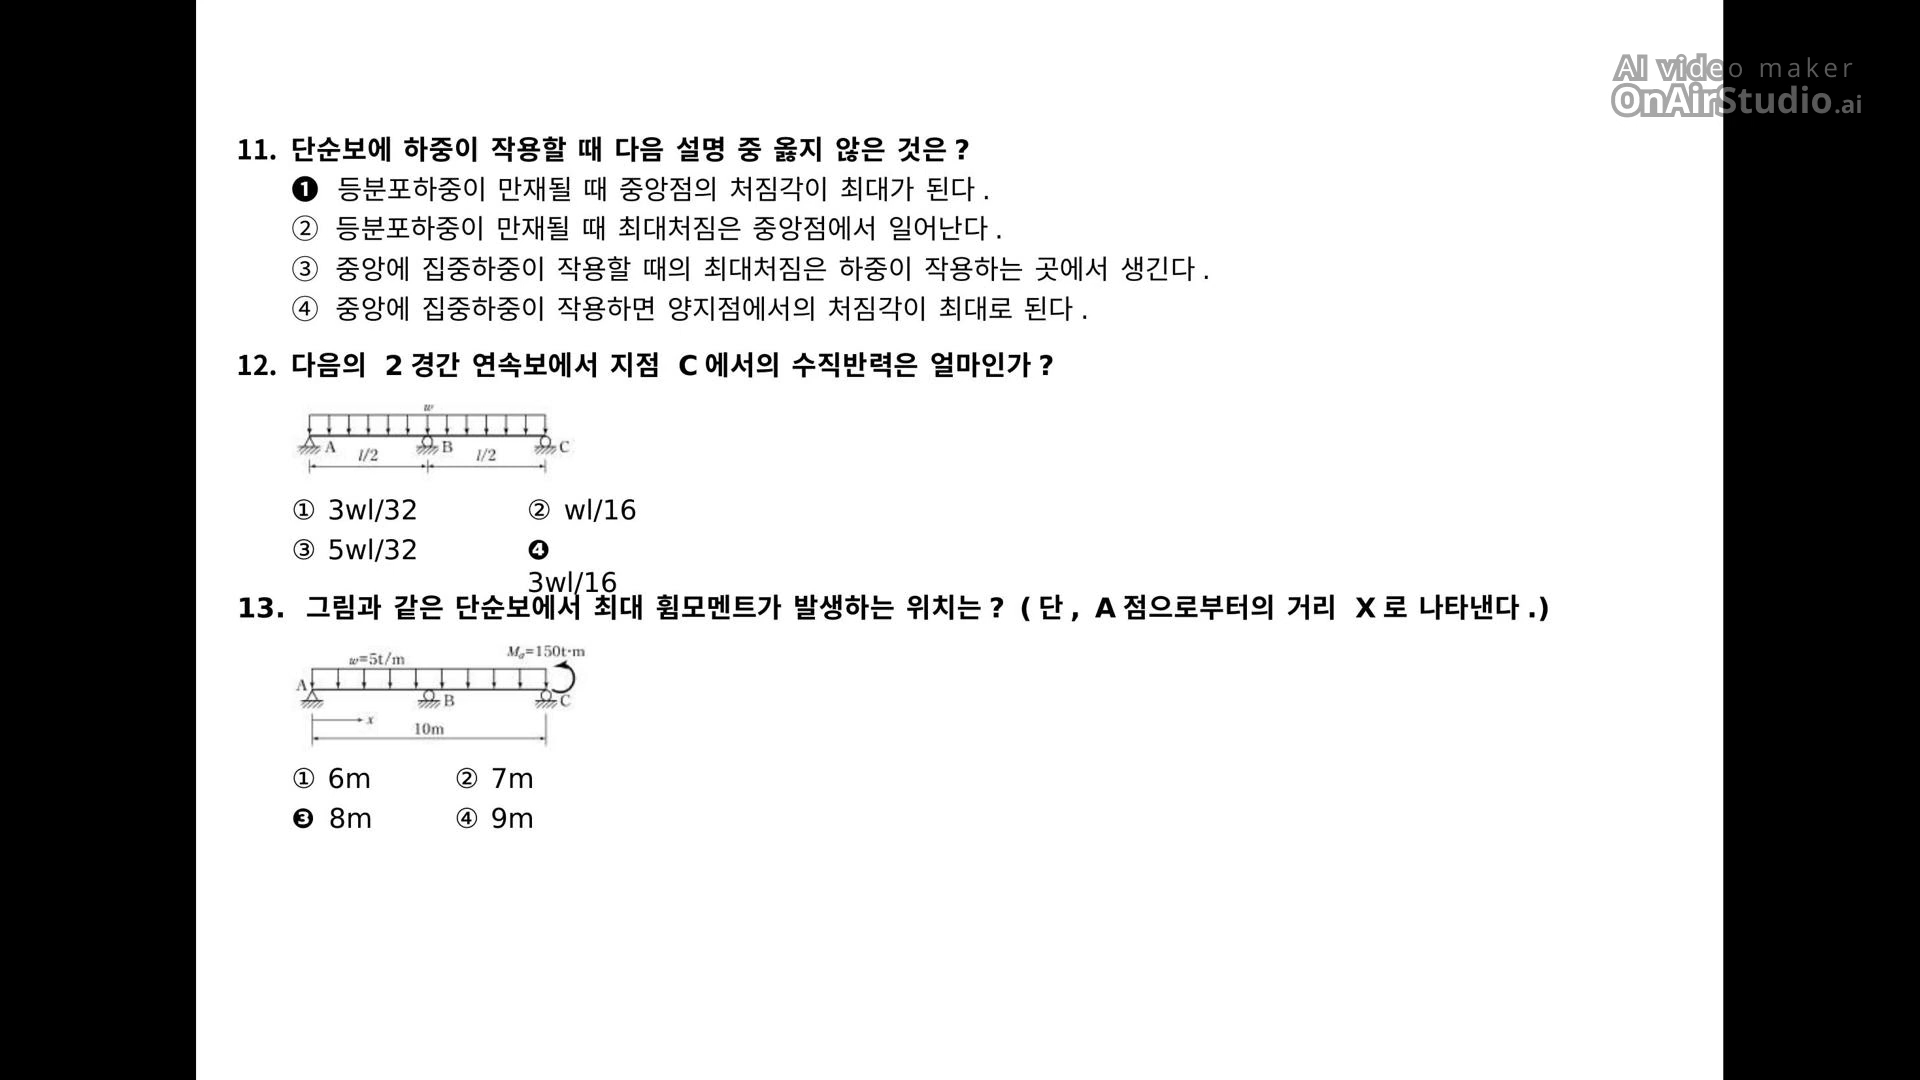 AI video maker
OnAirStudio.ai
11. 단순보에 하중이 작용할 때 다음 설명 중 옳지 않은 것은?
❶ 등분포하중이 만재될 때 중앙점의 처짐각이 최대가 된다.
② 등분포하중이 만재될 때 최대처짐은 중앙점에서 일어난다.
③ 중앙에 집중하중이 작용할 때의 최대처짐은 하중이 작용하는 곳에서 생긴다.
④ 중앙에 집중하중이 작용하면 양지점에서의 처짐각이 최대로 된다.
12. 다음의 2경간 연속보에서 지점 C에서의 수직반력은 얼마인가?
w
A B C
l/2 l/2
① 3wl/32 ② wl/16
③ 5wl/32 ❹
3wl/16
13. 그림과 같은 단순보에서 최대 휨모멘트가 발생하는 위치는? (단, A점으로부터의 거리 X로 나타낸다.)
w=5t/m Mₐ=150t·m
A B C
x
10m
① 6m ② 7m
❸ 8m ④ 9m